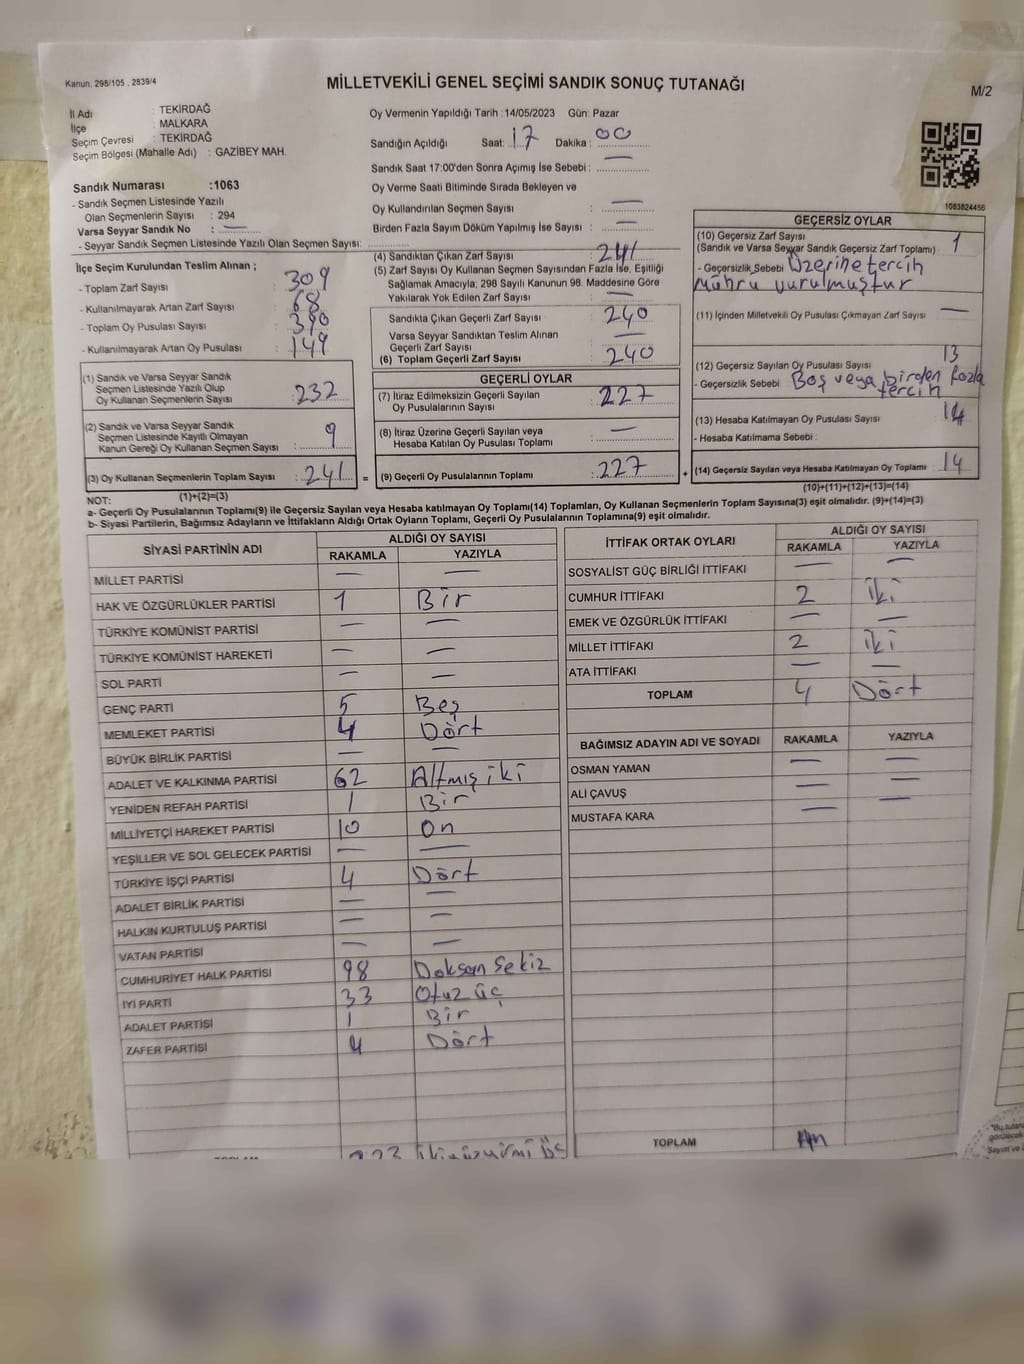 Kanun, 298/105 , 2839/4
MİLLETVEKİLİ GENEL SEÇİMİ SANDIK SONUÇ TUTANAĞI
M/2
İl Adı : TEKİRDAĞ
İlçe : MALKARA
Seçim Çevresi : TEKİRDAĞ
Seçim Bölgesi (Mahalle Adı) : GAZİBEY MAH.
Sandık Numarası :1063
- Sandık Seçmen Listesinde Yazılı
Olan Seçmenlerin Sayısı : 294
Varsa Seyyar Sandık No : —
- Seyyar Sandık Seçmen Listesinde Yazılı Olan Seçmen Sayısı:
Oy Vermenin Yapıldığı Tarih :14/05/2023 Gün: Pazar
Sandığın Açıldığı Saat: 17 Dakika: 00
Sandık Saat 17:00'den Sonra Açımış İse Sebebi : —
Oy Verme Saati Bitiminde Sırada Bekleyen ve
Oy Kullandırılan Seçmen Sayısı : —
Birden Fazla Sayım Döküm Yapılmış İse Sayısı : —
1083824456
İlçe Seçim Kurulundan Teslim Alınan ;
- Toplam Zarf Sayısı : 309
- Kullanılmayarak Artan Zarf Sayısı : 68
- Toplam Oy Pusulası Sayısı : 390
- Kullanılmayarak Artan Oy Pusulası : 149
(1) Sandık ve Varsa Seyyar Sandık
Seçmen Listesinde Yazılı Olup
Oy Kullanan Seçmenlerin Sayısı : 232
(2) Sandık ve Varsa Seyyar Sandık
Seçmen Listesinde Kayıtlı Olmayan
Kanun Gereği Oy Kullanan Seçmen Sayısı : 9
(3) Oy Kullanan Seçmenlerin Toplam Sayısı : 241 =
(1)+(2)=(3)
(4) Sandıktan Çıkan Zarf Sayısı : 241
(5) Zarf Sayısı Oy Kullanan Seçmen Sayısından Fazla İse, Eşitliği
Sağlamak Amacıyla; 298 Sayılı Kanunun 98. Maddesine Göre
Yakılarak Yok Edilen Zarf Sayısı : —
Sandıkta Çıkan Geçerli Zarf Sayısı : 240
Varsa Seyyar Sandıktan Teslim Alınan
Geçerli Zarf Sayısı : —
(6) Toplam Geçerli Zarf Sayısı : 240
GEÇERLİ OYLAR
(7) İtiraz Edilmeksizin Geçerli Sayılan
Oy Pusulalarının Sayısı : 227
(8) İtiraz Üzerine Geçerli Sayılan veya
Hesaba Katılan Oy Pusulası Toplamı : —
(9) Geçerli Oy Pusulalarının Toplamı : 227 +
GEÇERSİZ OYLAR
(10) Geçersiz Zarf Sayısı
(Sandık ve Varsa Seyyar Sandık Geçersiz Zarf Toplamı) : 1
- Geçersizlik Sebebi : Üzerine tercih
mührü vurulmuştur
(11) İçinden Milletvekili Oy Pusulası Çıkmayan Zarf Sayısı : —
(12) Geçersiz Sayılan Oy Pusulası Sayısı : 13
- Geçersizlik Sebebi : Boş veya birden fazla
tercih
(13) Hesaba Katılmayan Oy Pusulası Sayısı : 14
- Hesaba Katılmama Sebebi :
(14) Geçersiz Sayılan veya Hesaba Katılmayan Oy Toplamı : 14
(10)+(11)+(12)+(13)=(14)
NOT:
a- Geçerli Oy Pusulalarının Toplamı(9) ile Geçersiz Sayılan veya Hesaba katılmayan Oy Toplamı(14) Toplamları, Oy Kullanan Seçmenlerin Toplam Sayısına(3) eşit olmalıdır. (9)+(14)=(3)
b- Siyasi Partilerin, Bağımsız Adayların ve İttifakların Aldığı Ortak Oyların Toplamı, Geçerli Oy Pusulalarının Toplamına(9) eşit olmalıdır.
SİYASİ PARTİNİN ADI
ALDIĞI OY SAYISI
RAKAMLA YAZIYLA
MİLLET PARTİSİ — —
HAK VE ÖZGÜRLÜKLER PARTİSİ 1 Bir
TÜRKİYE KOMÜNİST PARTİSİ — —
TÜRKİYE KOMÜNİST HAREKETİ — —
SOL PARTİ — —
GENÇ PARTİ 5 Beş
MEMLEKET PARTİSİ 4 Dört
BÜYÜK BİRLİK PARTİSİ — —
ADALET VE KALKINMA PARTİSİ 62 Altmış iki
YENİDEN REFAH PARTİSİ 1 Bir
MİLLİYETÇİ HAREKET PARTİSİ 10 On
YEŞİLLER VE SOL GELECEK PARTİSİ — —
TÜRKİYE İŞÇİ PARTİSİ 4 Dört
ADALET BİRLİK PARTİSİ — —
HALKIN KURTULUŞ PARTİSİ — —
VATAN PARTİSİ — —
CUMHURİYET HALK PARTİSİ 98 Doksan Sekiz
İYİ PARTİ 33 Otuz üç
ADALET PARTİSİ 1 Bir
ZAFER PARTİSİ 4 Dört
TOPLAM 223 ikiyüzyirmi üç
İTTİFAK ORTAK OYLARI
ALDIĞI OY SAYISI
RAKAMLA YAZIYLA
SOSYALİST GÜÇ BİRLİĞİ İTTİFAKI — —
CUMHUR İTTİFAKI 2 iki
EMEK VE ÖZGÜRLÜK İTTİFAKI — —
MİLLET İTTİFAKI 2 iki
ATA İTTİFAKI — —
TOPLAM 4 Dört
BAĞIMSIZ ADAYIN ADI VE SOYADI RAKAMLA YAZIYLA
OSMAN YAMAN — —
ALİ ÇAVUŞ — —
MUSTAFA KARA — —
TOPLAM
"Bu tutana
görülecek
Sayım ve